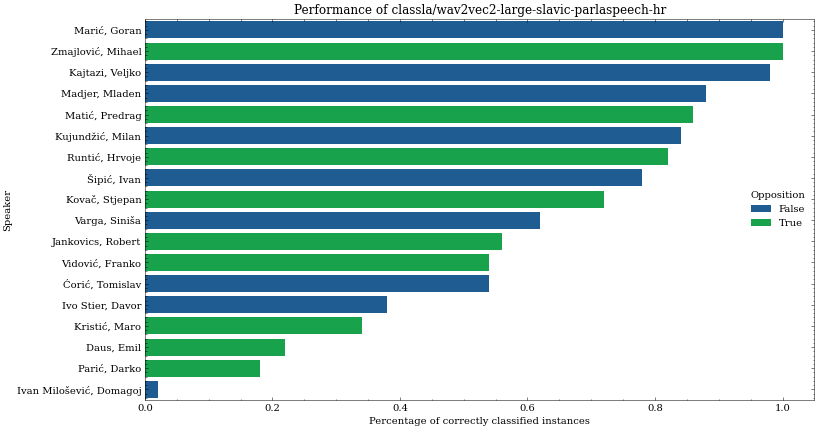 Performance of classla/wav2vec2-large-slavic-parlaspeech-hr
Speaker
Marić, Goran
Zmajlović, Mihael
Kajtazi, Veljko
Madjer, Mladen
Matić, Predrag
Kujundžić, Milan
Runtić, Hrvoje
Šipić, Ivan
Kovač, Stjepan
Varga, Siniša
Jankovics, Robert
Vidović, Franko
Ćorić, Tomislav
Ivo Stier, Davor
Kristić, Maro
Daus, Emil
Parić, Darko
Ivan Milošević, Domagoj
Opposition
False
True
0.0 0.2 0.4 0.6 0.8 1.0
Percentage of correctly classified instances